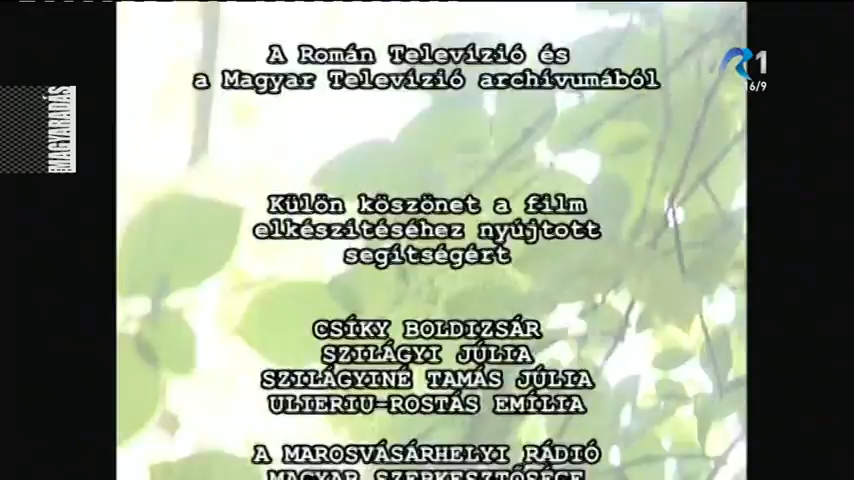 A Román Televízió és
a Magyar Televízió archívumából
1
16/9
MAGYARADÁS
Külön köszönet a film
elkészítéséhez nyújtott
segítségért
CSÍKY BOLDIZSÁR
SZILÁGYI JÚLIA
SZILÁGYINÉ TAMÁS JÚLIA
ULIERIU-ROSTÁS EMÍLIA
A MAROSVÁSÁRHELYI RÁDIÓ
MAGYAR SZERKESZTŐSÉGE